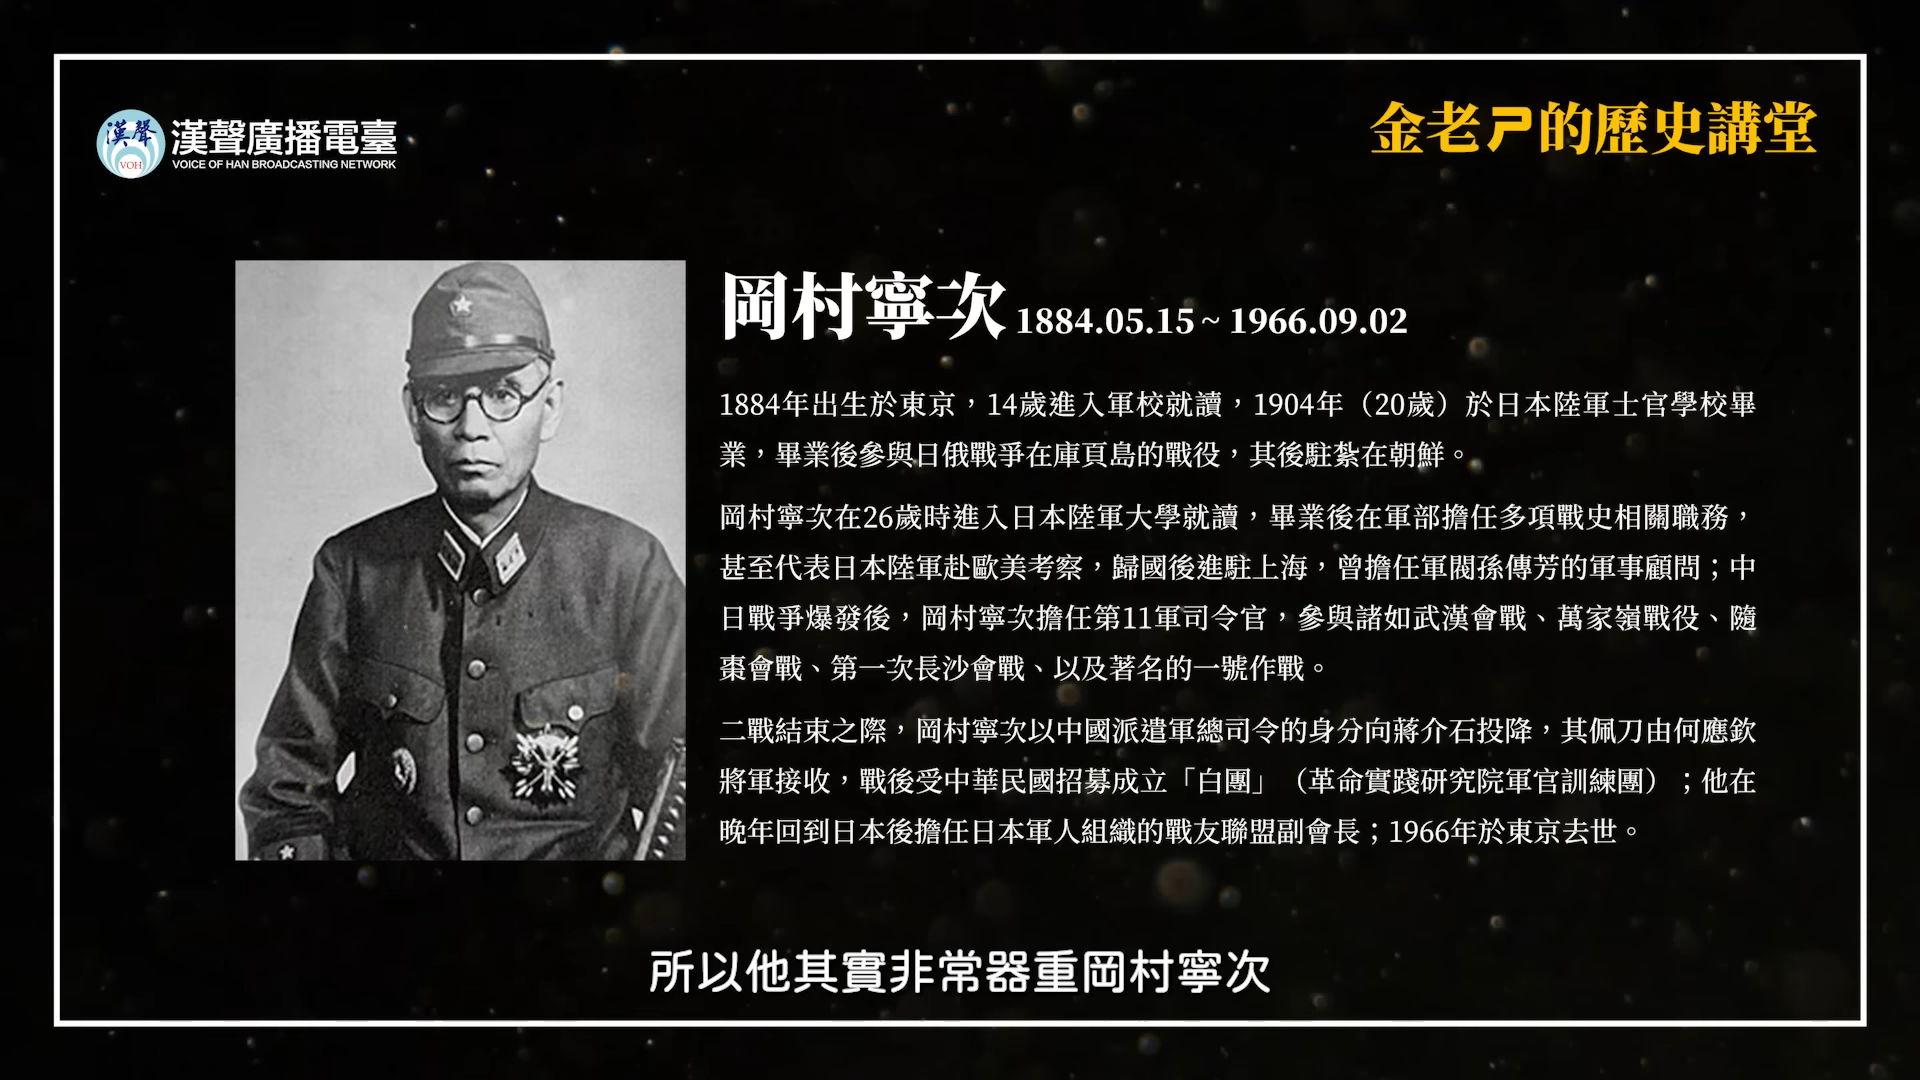 漢聲
VOH
漢聲廣播電臺
VOICE OF HAN BROADCASTING NETWORK
金老ㄕ的歷史講堂
岡村寧次 1884.05.15 ~ 1966.09.02
1884年出生於東京，14歲進入軍校就讀，1904年（20歲）於日本陸軍士官學校畢
業，畢業後參與日俄戰爭在庫頁島的戰役，其後駐紮在朝鮮。
岡村寧次在26歲時進入日本陸軍大學就讀，畢業後在軍部擔任多項戰史相關職務，
甚至代表日本陸軍赴歐美考察，歸國後進駐上海，曾擔任軍閥孫傳芳的軍事顧問；中
日戰爭爆發後，岡村寧次擔任第11軍司令官，參與諸如武漢會戰、萬家嶺戰役、隨
棗會戰、第一次長沙會戰、以及著名的一號作戰。
二戰結束之際，岡村寧次以中國派遣軍總司令的身分向蔣介石投降，其佩刀由何應欽
將軍接收，戰後受中華民國招募成立「白團」（革命實踐研究院軍官訓練團）；他在
晚年回到日本後擔任日本軍人組織的戰友聯盟副會長；1966年於東京去世。
所以他其實非常器重岡村寧次